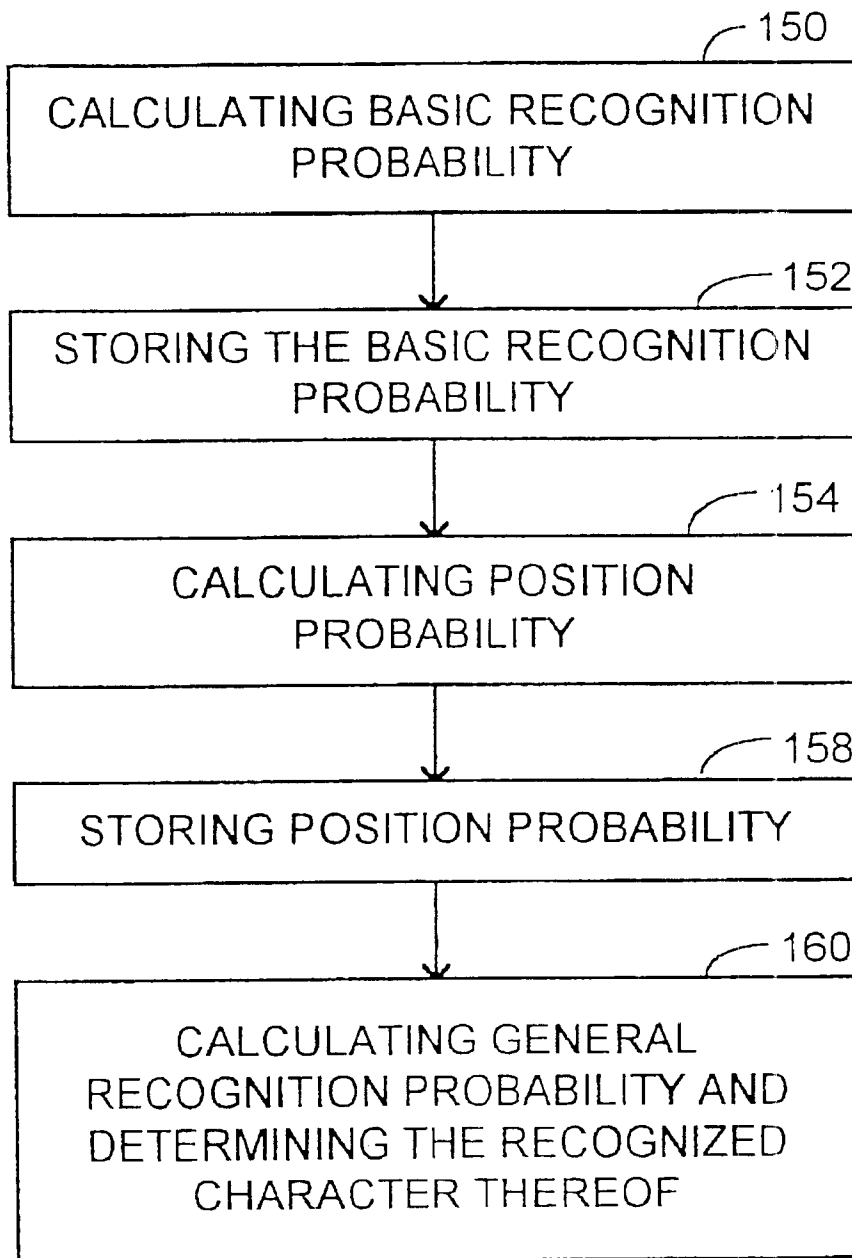 150
CALCULATING BASIC RECOGNITION
PROBABILITY
152
STORING THE BASIC RECOGNITION
PROBABILITY
154
CALCULATING POSITION
PROBABILITY
158
STORING POSITION PROBABILITY
160
CALCULATING GENERAL
RECOGNITION PROBABILITY AND
DETERMINING THE RECOGNIZED
CHARACTER THEREOF